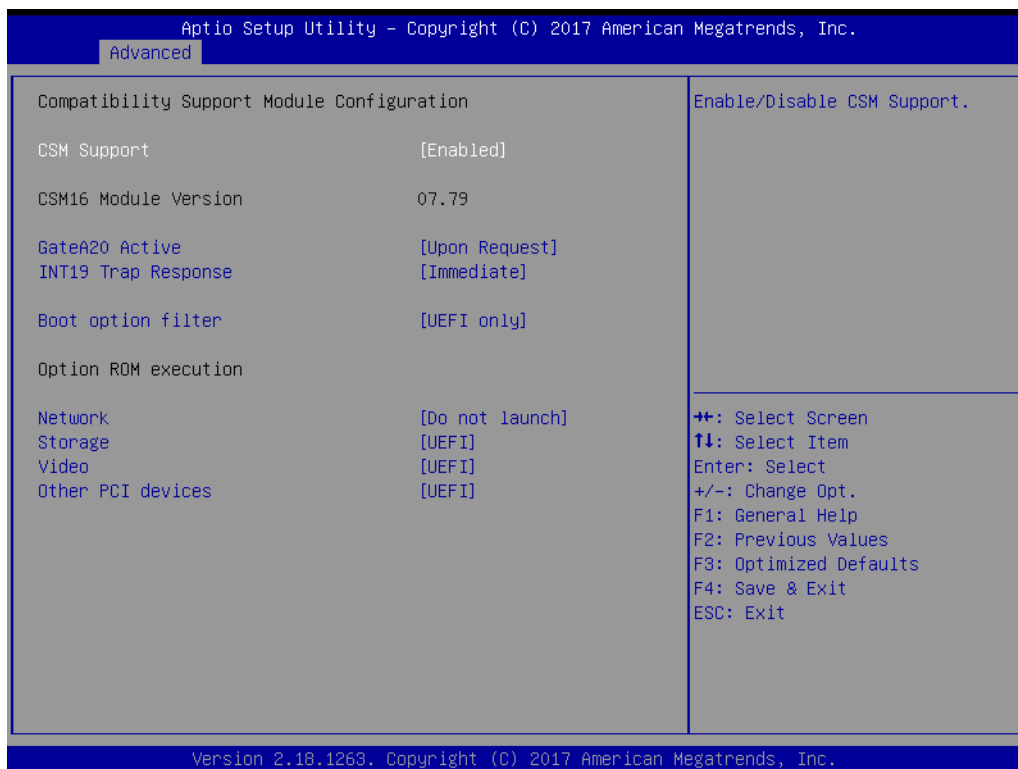 Aptio Setup Utility – Copyright (C) 2017 American Megatrends, Inc.
Advanced
Compatibility Support Module Configuration
CSM Support [Enabled]
CSM16 Module Version 07.79
GateA20 Active [Upon Request]
INT19 Trap Response [Immediate]
Boot option filter [UEFI only]
Option ROM execution
Network [Do not launch]
Storage [UEFI]
Video [UEFI]
Other PCI devices [UEFI]
Enable/Disable CSM Support.
→←: Select Screen
↑↓: Select Item
Enter: Select
+/-: Change Opt.
F1: General Help
F2: Previous Values
F3: Optimized Defaults
F4: Save & Exit
ESC: Exit
Version 2.18.1263. Copyright (C) 2017 American Megatrends, Inc.